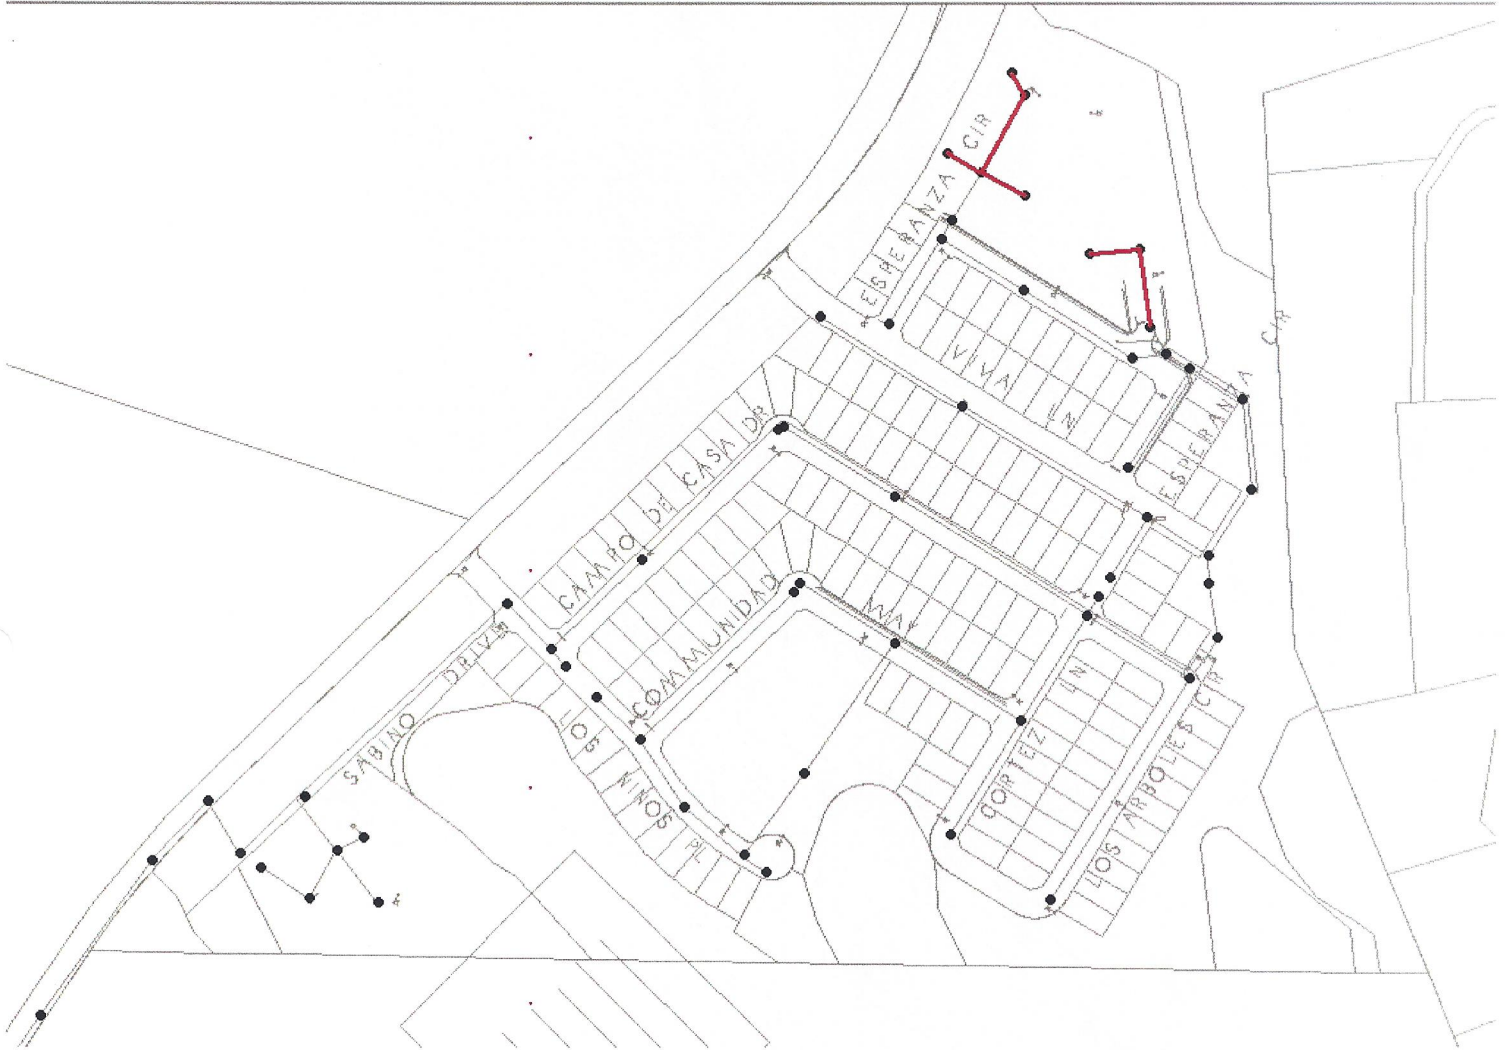 ESPERANZA CIR
VIVA LN
ESPERANZA CIR
CAMPO DE CASA DR
COMMUNIDAD WAY
SABINO DRIVE
LOS NINOS PL
CORTEZ LN
LOS ARBOLES CIR